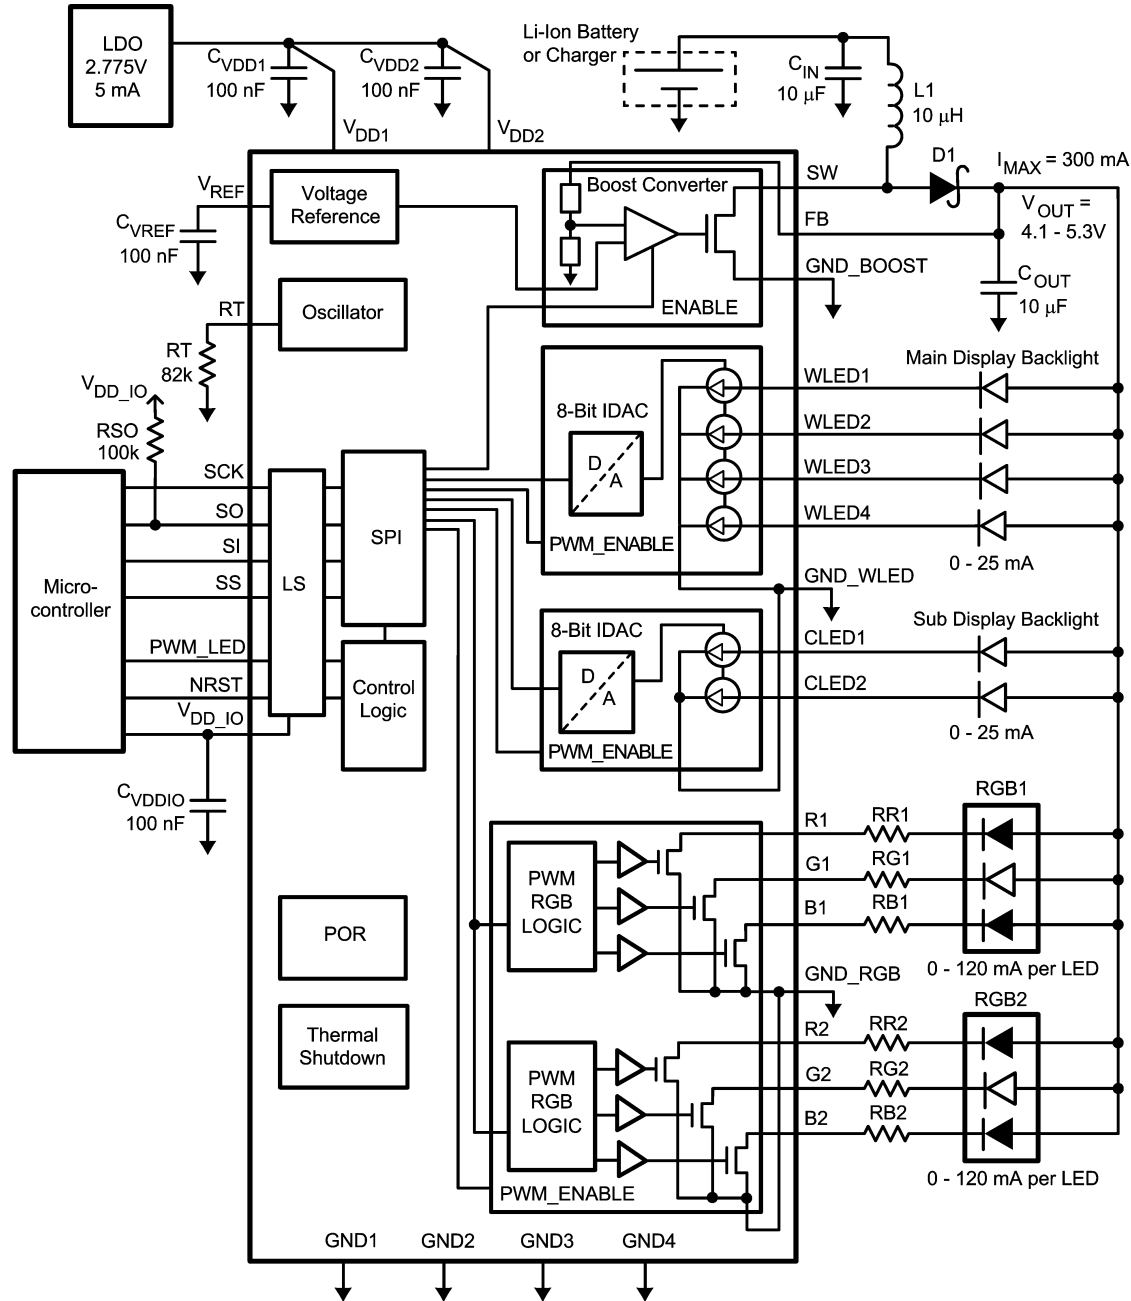 LDO
2.775V
5 mA
CVDD1
100 nF
CVDD2
100 nF
VDD1
VDD2
Li-Ion Battery
or Charger
CIN
10 µF
L1
10 µH
D1
IMAX = 300 mA
VOUT =
4.1 - 5.3V
SW
FB
GND_BOOST
COUT
10 µF
Boost Converter
ENABLE
VREF
CVREF
100 nF
Voltage
Reference
Oscillator
RT
RT
82k
VDD_IO
RSO
100k
Main Display Backlight
WLED1
WLED2
WLED3
WLED4
0 - 25 mA
8-Bit IDAC
D
A
PWM_ENABLE
GND_WLED
SCK
SO
SI
SS
PWM_LED
NRST
VDD_IO
Micro-
controller
LS
SPI
Control
Logic
CVDDIO
100 nF
Sub Display Backlight
8-Bit IDAC
D
A
PWM_ENABLE
CLED1
CLED2
0 - 25 mA
RGB1
R1
RR1
G1
RG1
B1
RB1
PWM
RGB
LOGIC
0 - 120 mA per LED
GND_RGB
POR
Thermal
Shutdown
RGB2
R2
RR2
G2
RG2
B2
RB2
PWM
RGB
LOGIC
0 - 120 mA per LED
PWM_ENABLE
GND1
GND2
GND3
GND4